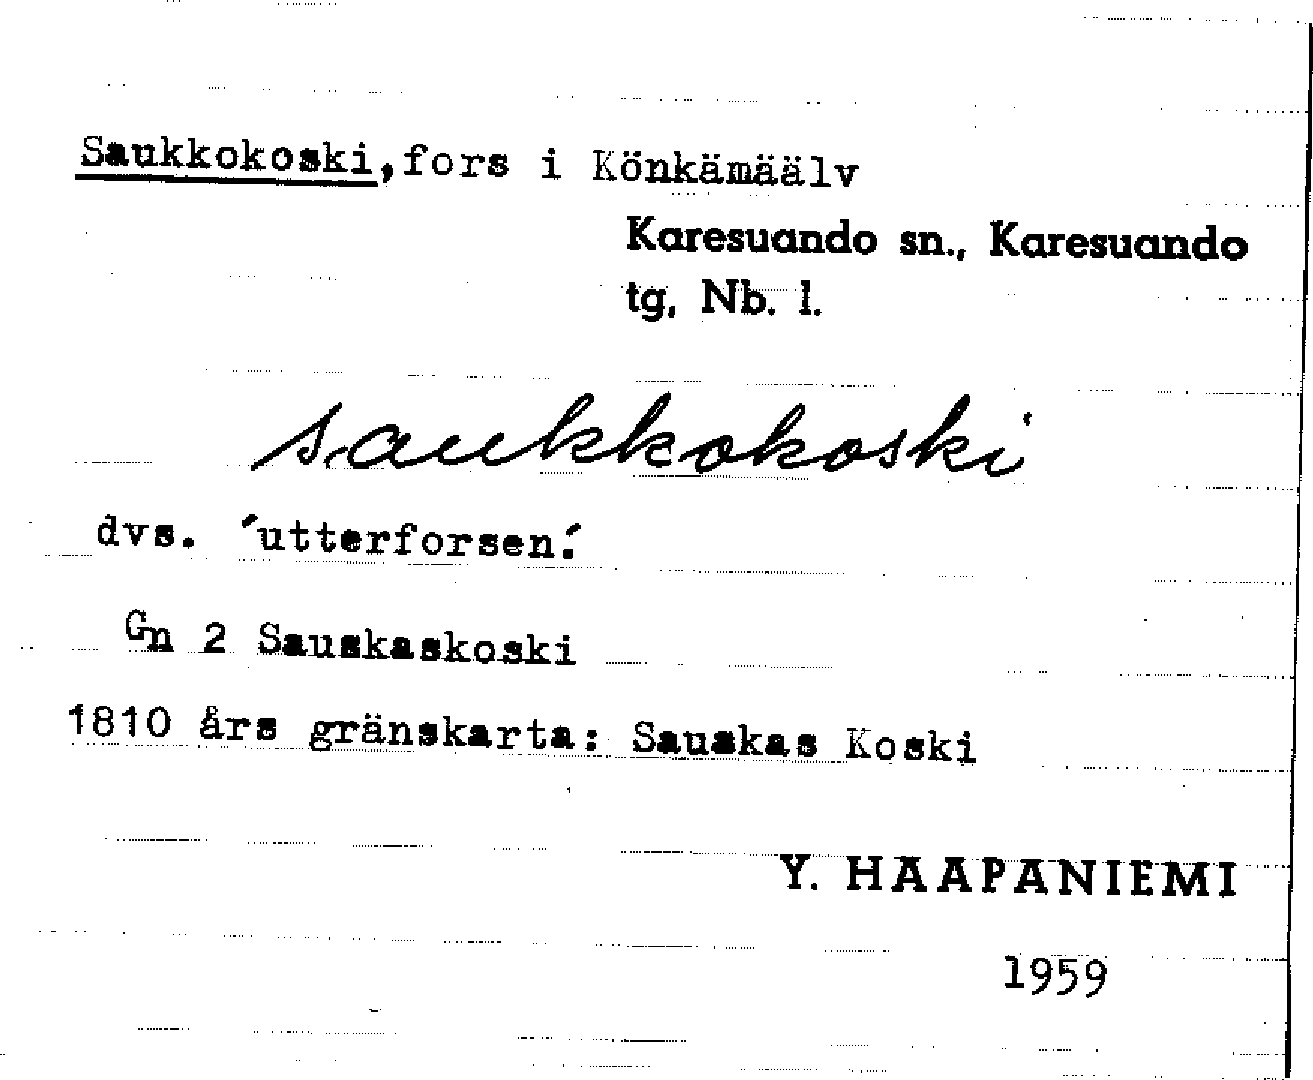 Saukkokoski, fors i Könkämäälv
Karesuando sn., Karesuando
tg, Nb. l.
saukkokoski
dvs. 'utterforsen.'
Gn 2 Sauskaskoski
1810 års gränskarta: Sauskas Koski
Y. HAAPANIEMI
1959